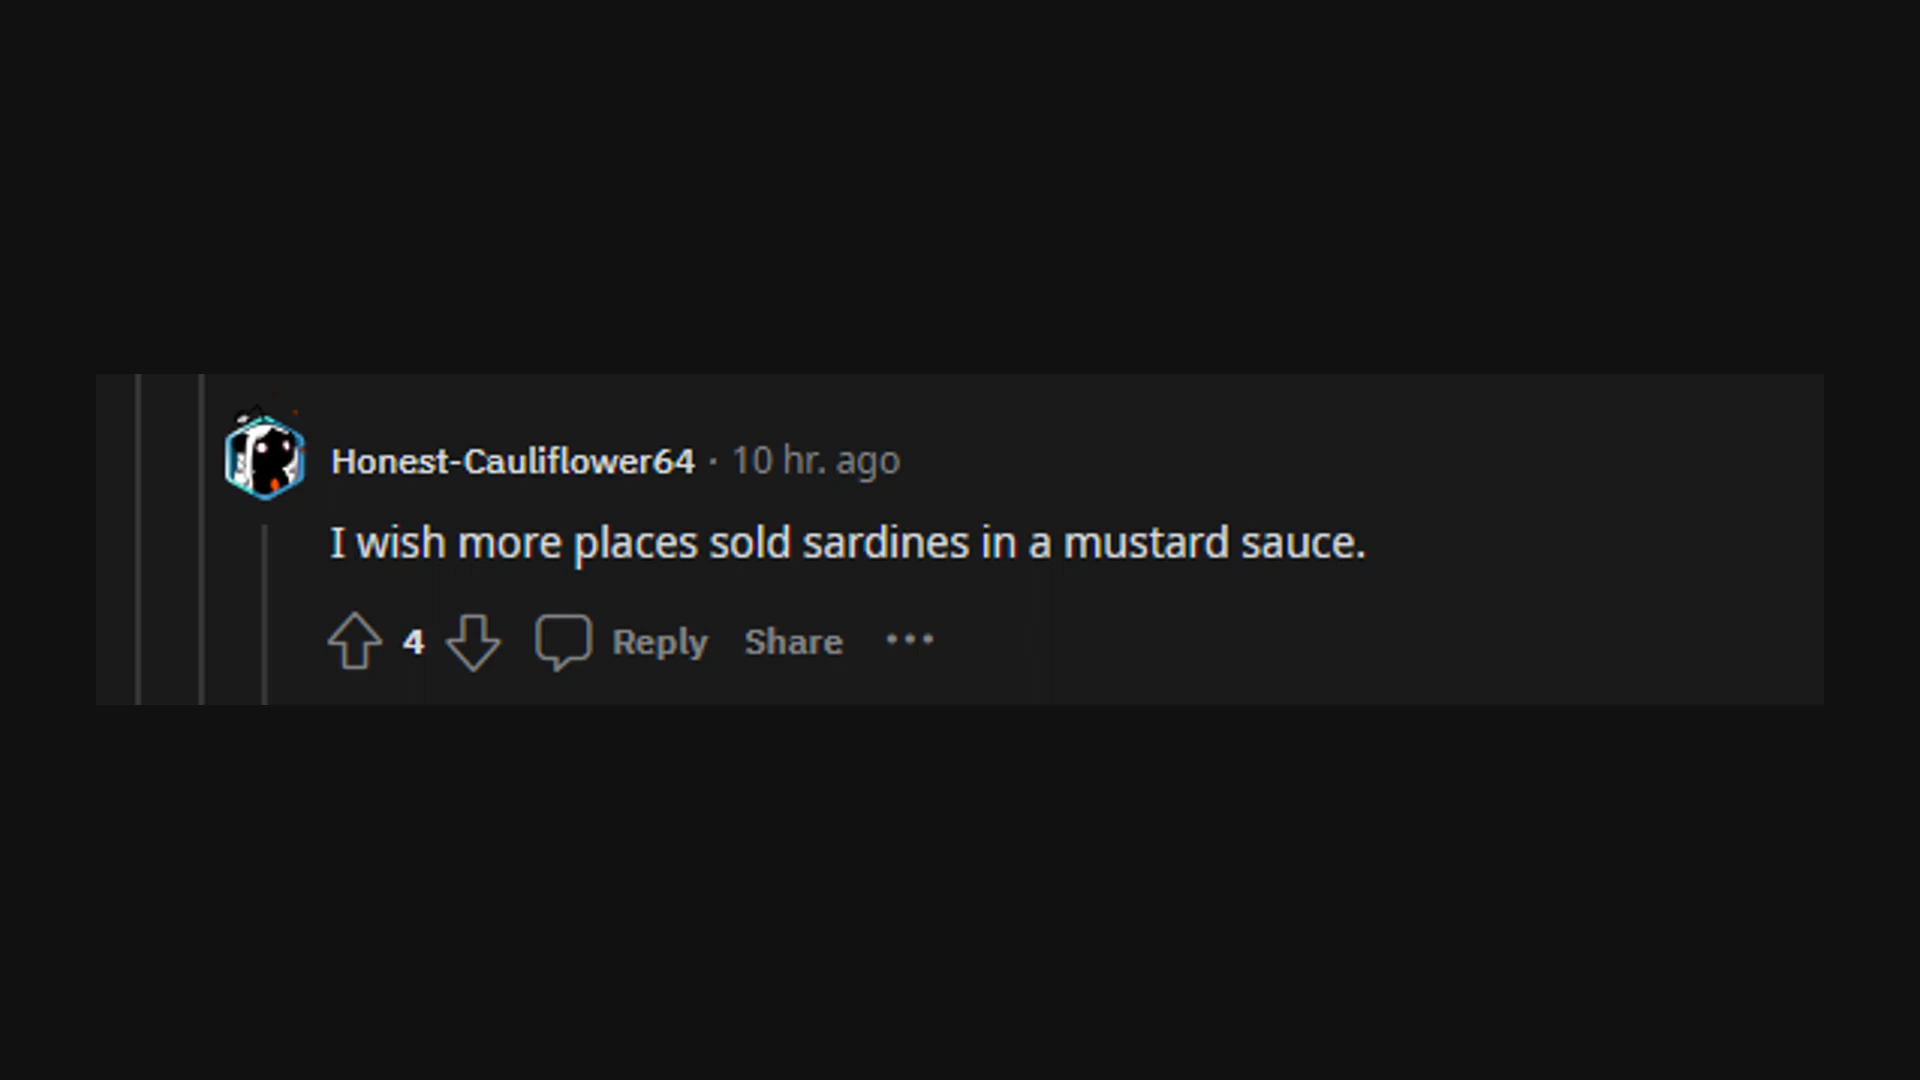 Honest-Cauliflower64 · 10 hr. ago
I wish more places sold sardines in a mustard sauce.
4 Reply Share ···